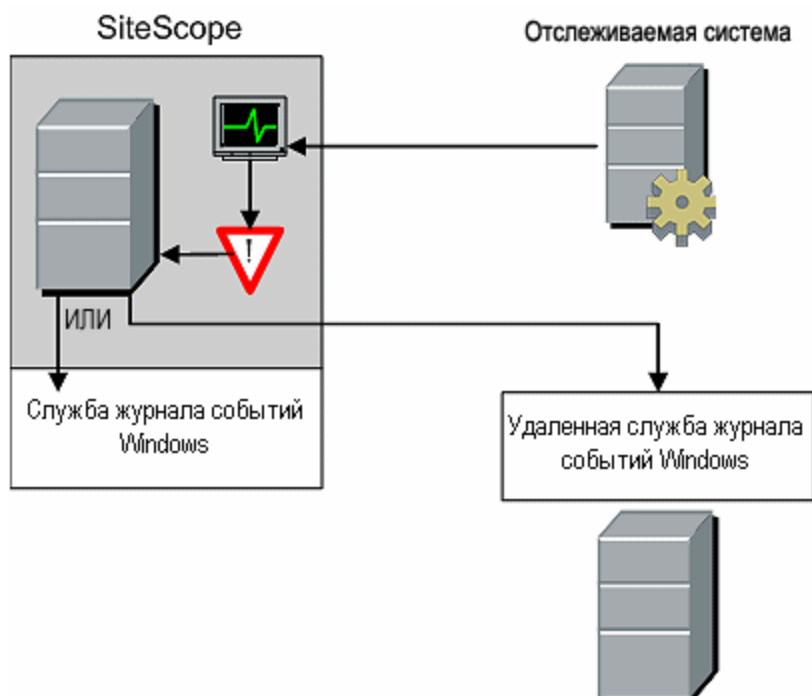 SiteScope
Отслеживаемая система
!
ИЛИ
Служба журнала событий
Windows
Удаленная служба журнала
событий Windows